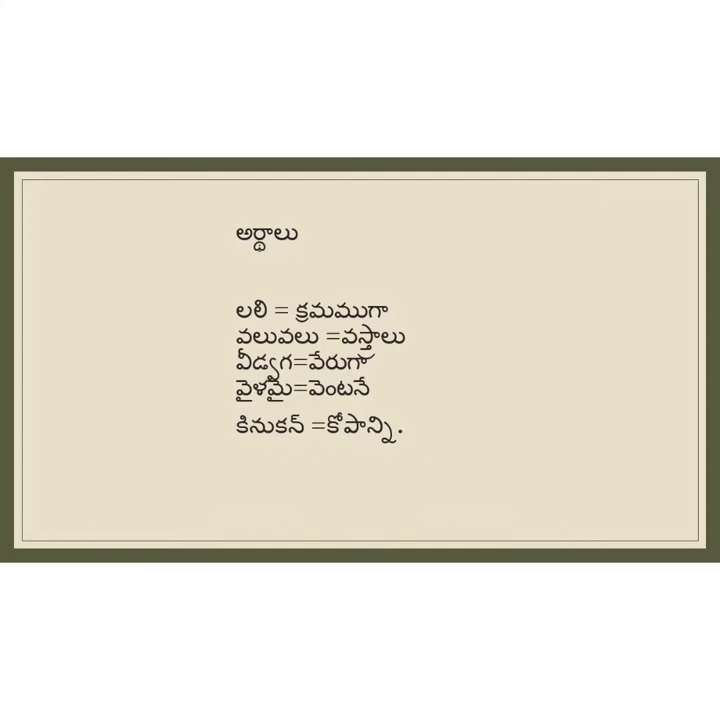 అర్థాలు
లలి = క్రమముగా
వలువలు =వస్త్రాలు
వీడ్వగ=వేరుగా
వైళమై=వెంటనే
కినుకన్ =కోపాన్ని.